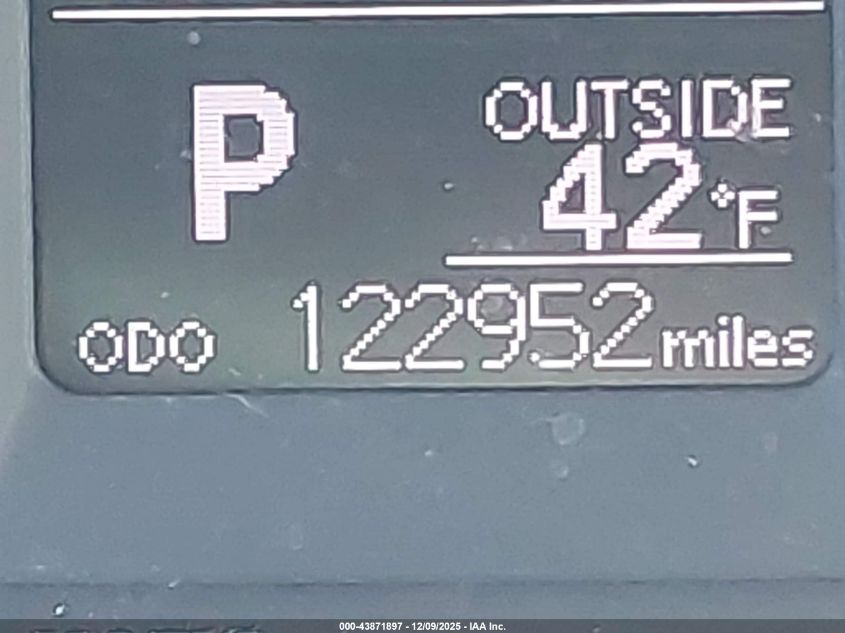 P
OUTSIDE
42°F
ODO 122952 miles
000-43871897 - 12/09/2025 - IAA Inc.